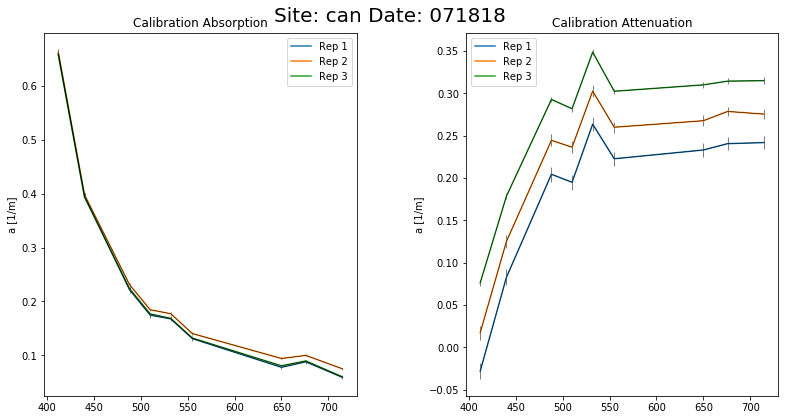 Site: can Date: 071818
Calibration Absorption
Rep 1
Rep 2
Rep 3
a [1/m]
0.6
0.5
0.4
0.3
0.2
0.1
400 450 500 550 600 650 700
Calibration Attenuation
Rep 1
Rep 2
Rep 3
a [1/m]
0.35
0.30
0.25
0.20
0.15
0.10
0.05
0.00
−0.05
400 450 500 550 600 650 700